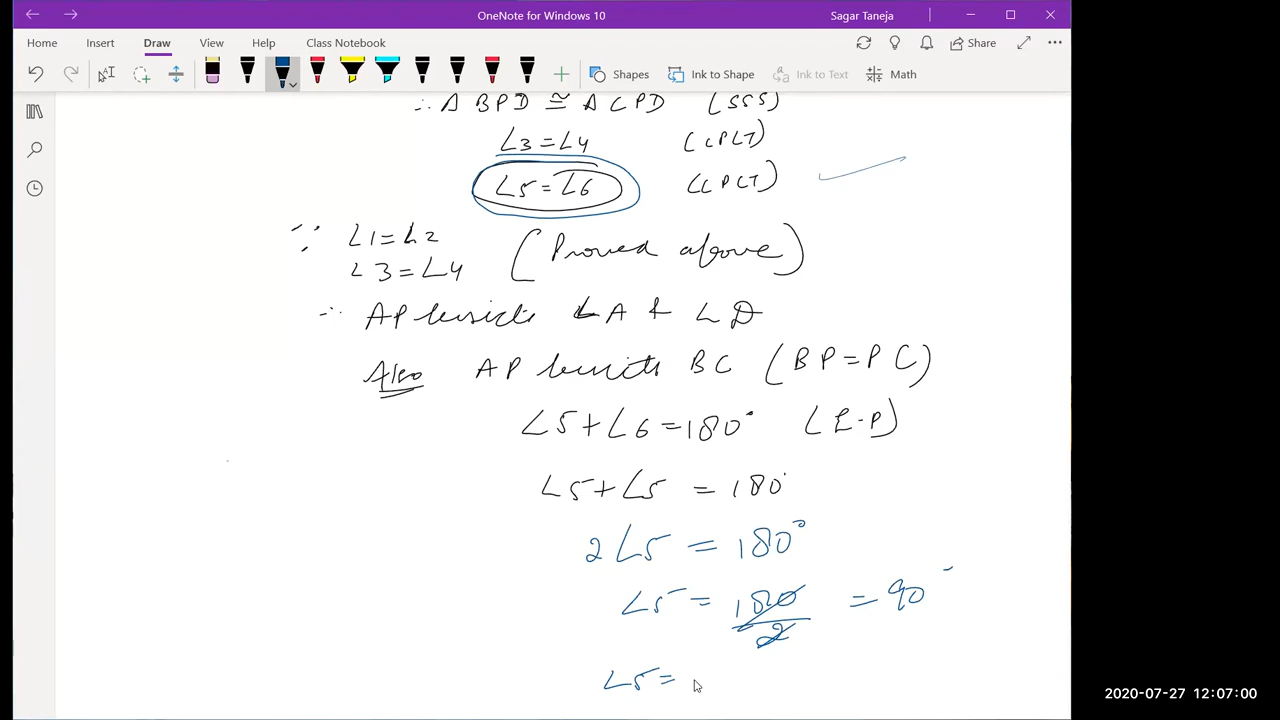 OneNote for Windows 10
Sagar Taneja
Home Insert Draw View Help Class Notebook
Share
Shapes Ink to Shape Ink to Text Math
∴ Δ BPD ≅ Δ CPD (SSS)
∠3=∠4 (CPCT)
∠5=∠6 (CPCT)
∵ ∠1=∠2
∠3=∠4 (Proved above)
∴ AP bisects ∠A & ∠D
Also AP bisects BC (BP=PC)
∠5+∠6=180° (L.P)
∠5+∠5 = 180°
2∠5 = 180°
∠5 = 180/2 = 90°
∠5 =
2020-07-27 12:07:00